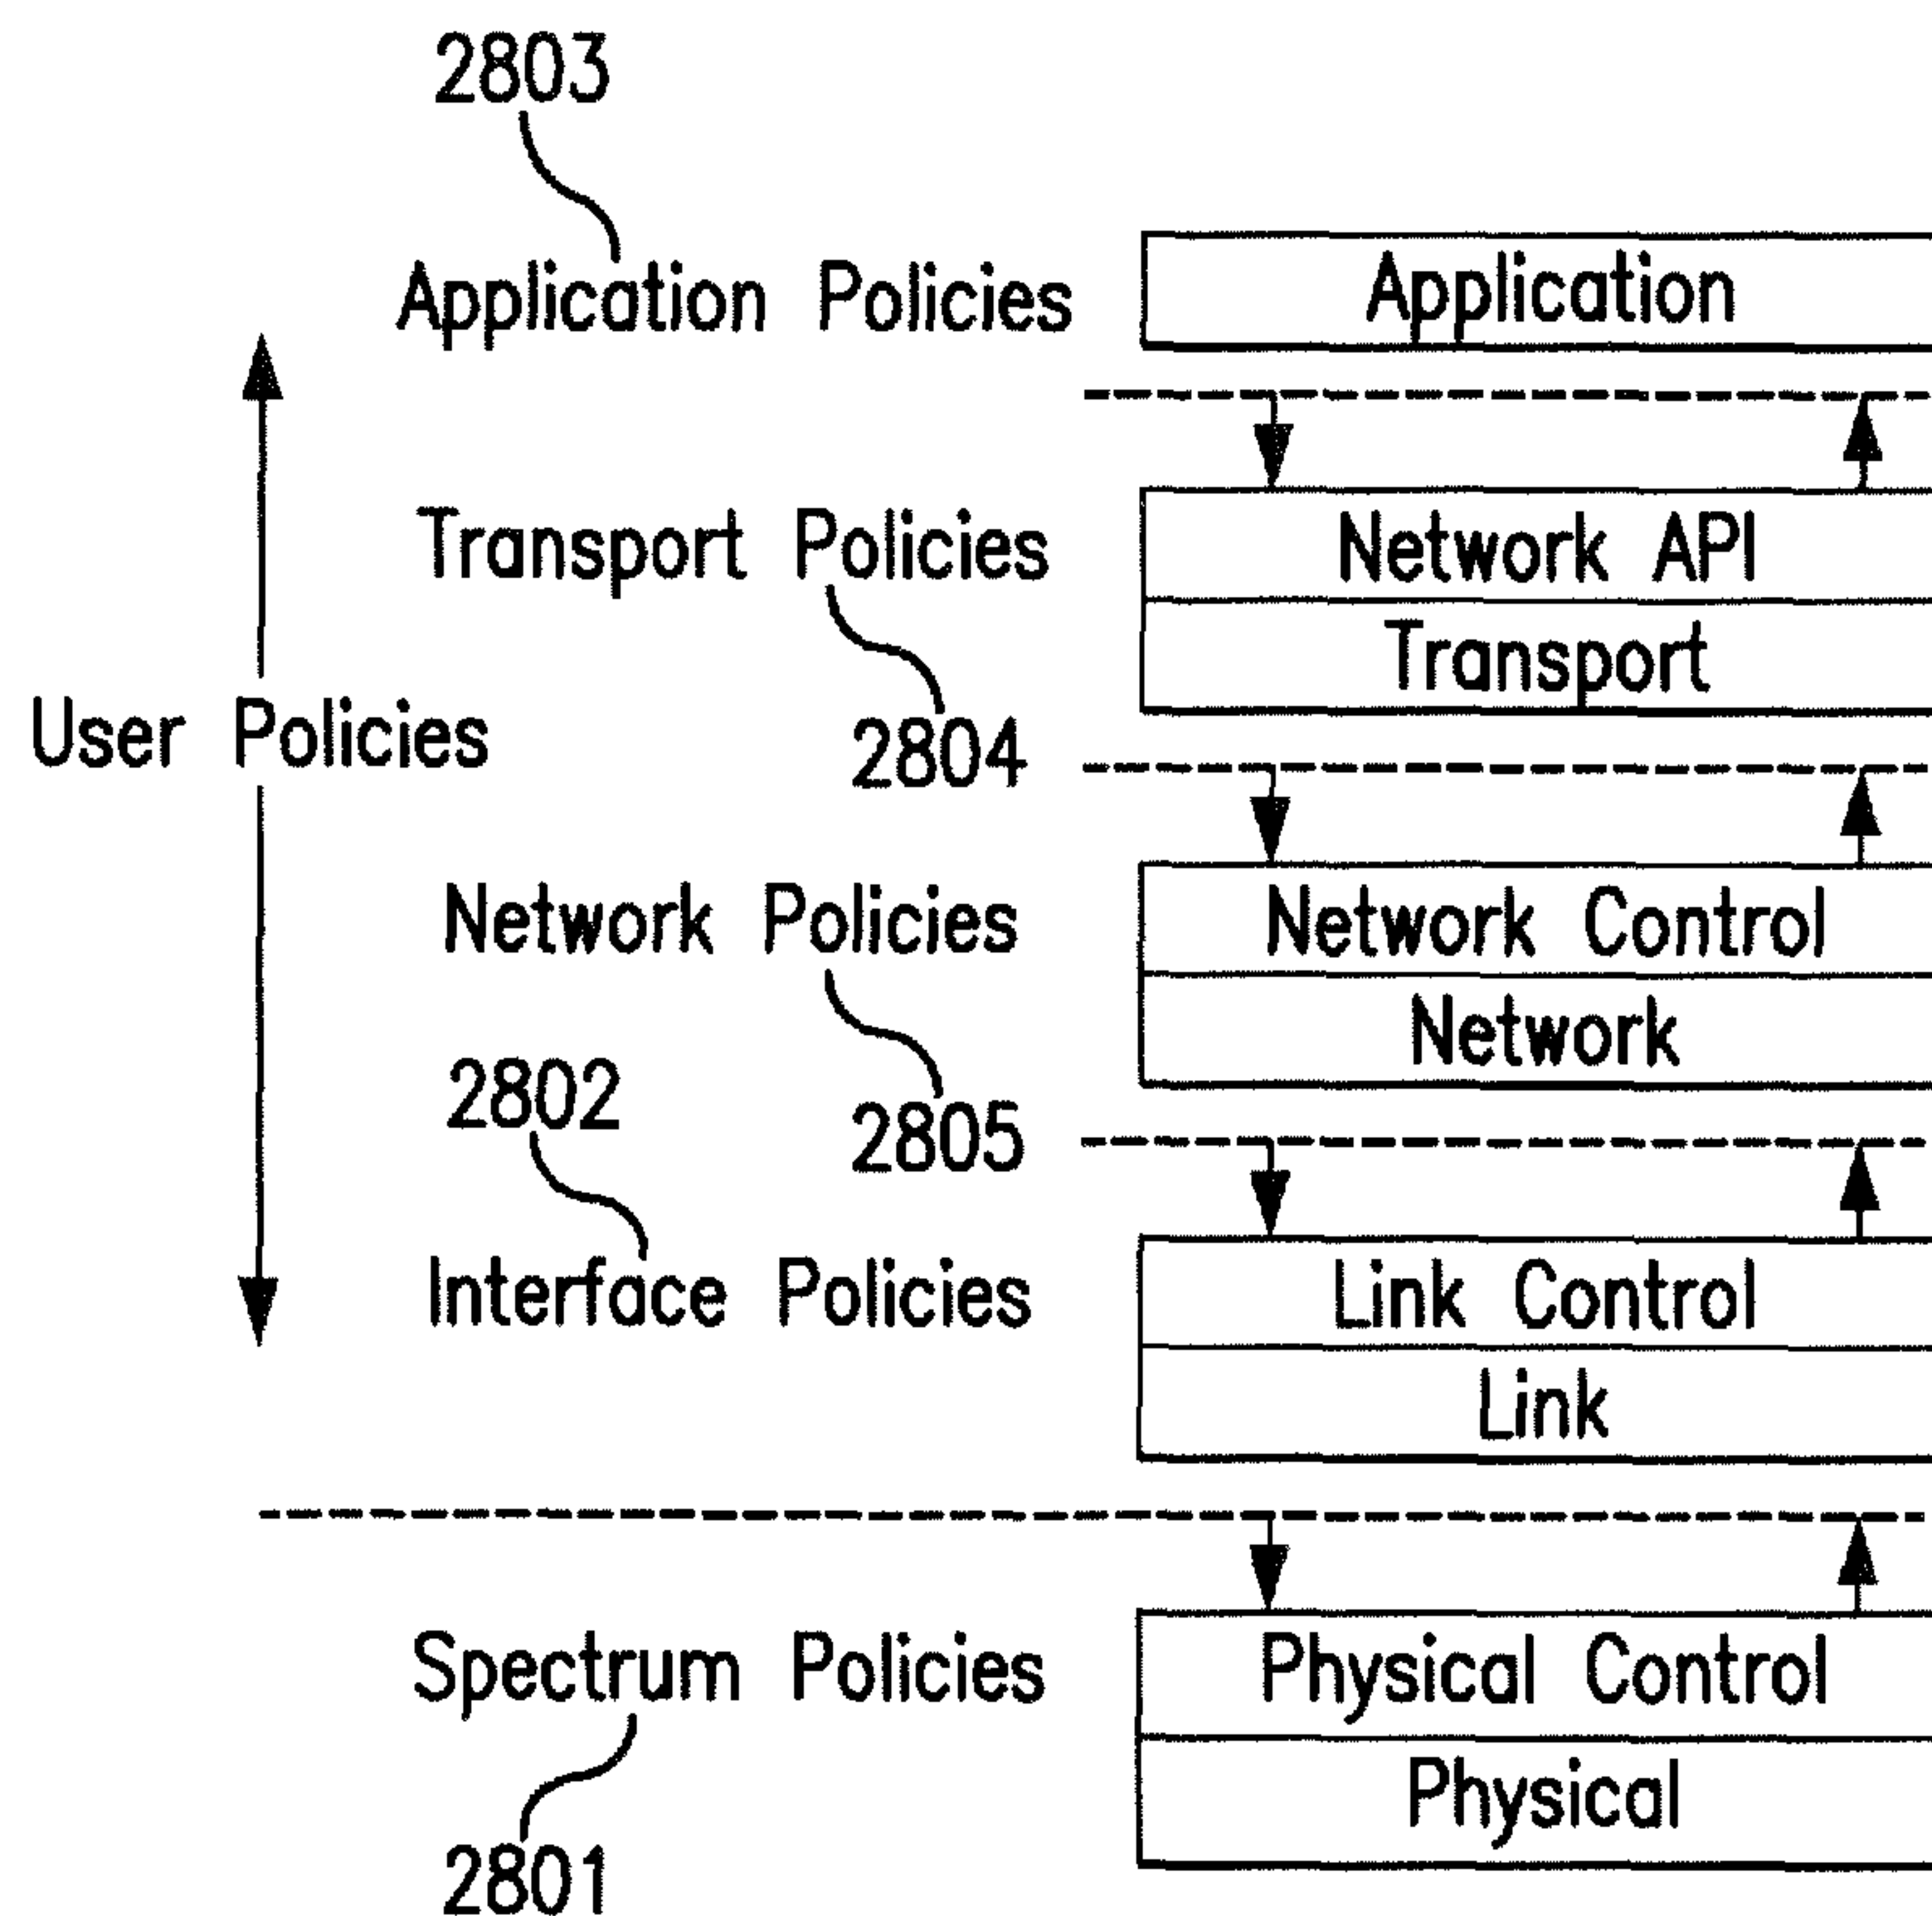 2803
Application Policies
Application
Transport Policies
Network API
Transport
User Policies
2804
Network Policies
Network Control
Network
2802
2805
Interface Policies
Link Control
Link
Spectrum Policies
Physical Control
Physical
2801